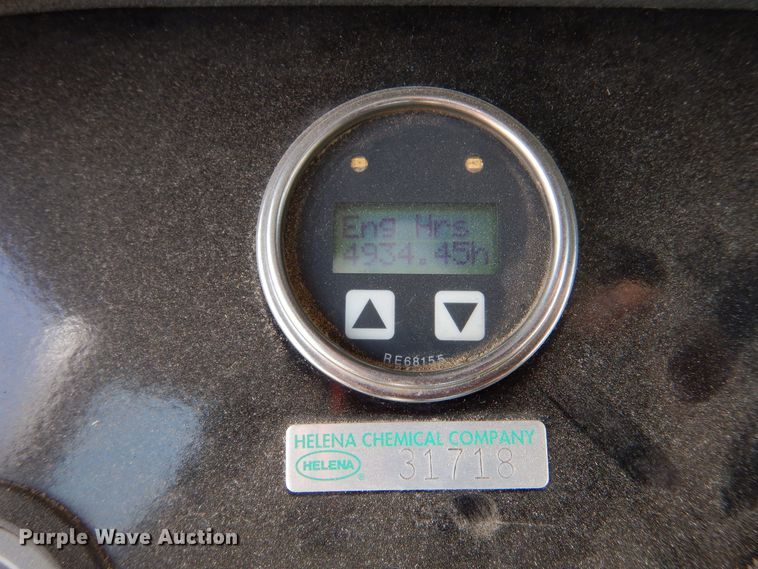 Eng Hrs
4934.45h
RE68155
HELENA CHEMICAL COMPANY
HELENA ®
31718
Purple Wave Auction®